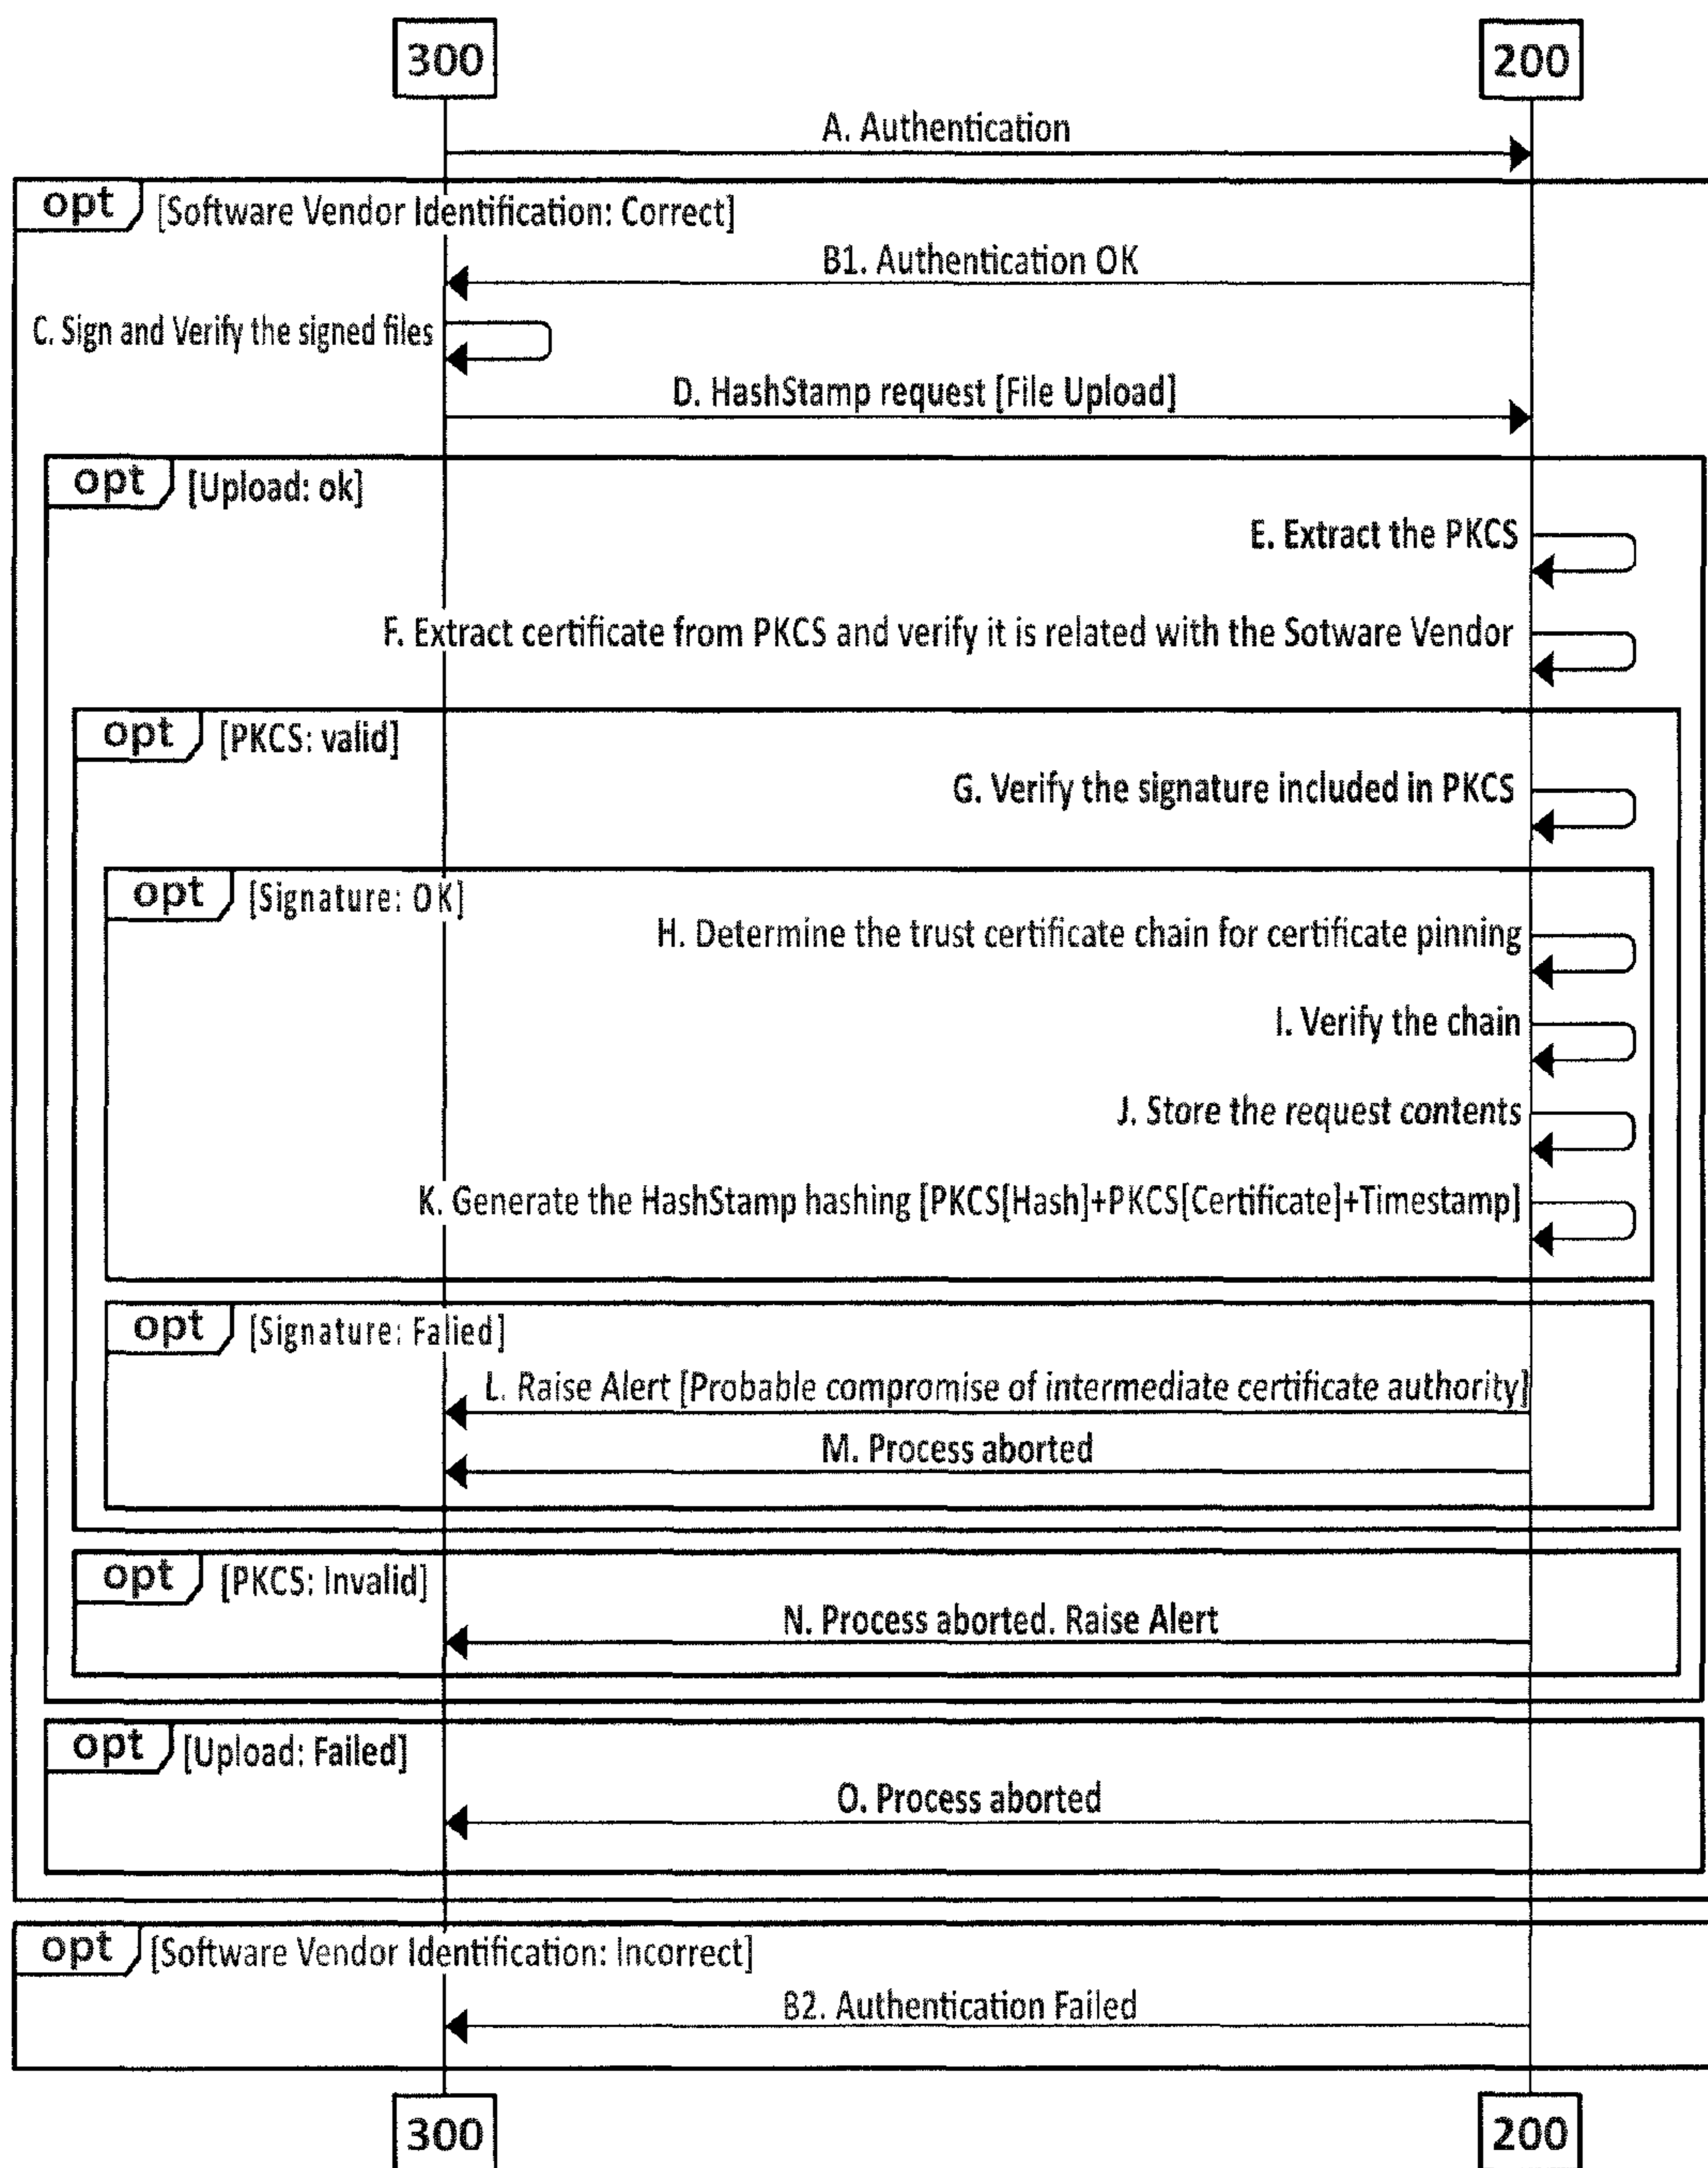 300
200
A. Authentication
opt [Software Vendor Identification: Correct]
B1. Authentication OK
C. Sign and Verify the signed files
D. HashStamp request [File Upload]
opt [Upload: ok]
E. Extract the PKCS
F. Extract certificate from PKCS and verify it is related with the Sotware Vendor
opt [PKCS: valid]
G. Verify the signature included in PKCS
opt [Signature: OK]
H. Determine the trust certificate chain for certificate pinning
I. Verify the chain
J. Store the request contents
K. Generate the HashStamp hashing [PKCS[Hash]+PKCS[Certificate]+Timestamp]
opt [Signature: Falied]
L. Raise Alert [Probable compromise of intermediate certificate authority]
M. Process aborted
opt [PKCS: Invalid]
N. Process aborted. Raise Alert
opt [Upload: Failed]
O. Process aborted
opt [Software Vendor Identification: Incorrect]
B2. Authentication Failed
300
200